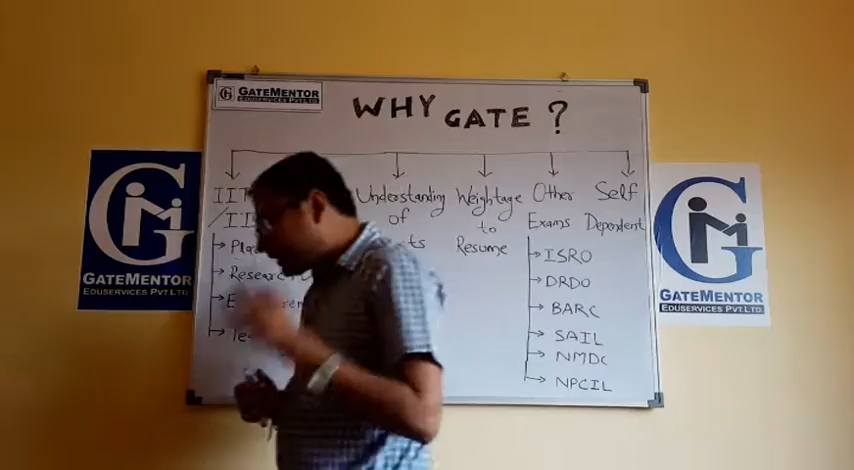 GATEMENTOR
EDUSERVICES PVT LTD
WHY GATE ?
Understanding
of
Weightage
to
Resume
Other
Exams
ISRO
DRDO
BARC
SAIL
NMDC
NPCIL
Self
Dependent
GATEMENTOR
EDUSERVICES PVT LTD
GATEMENTOR
EDUSERVICES PVT LTD